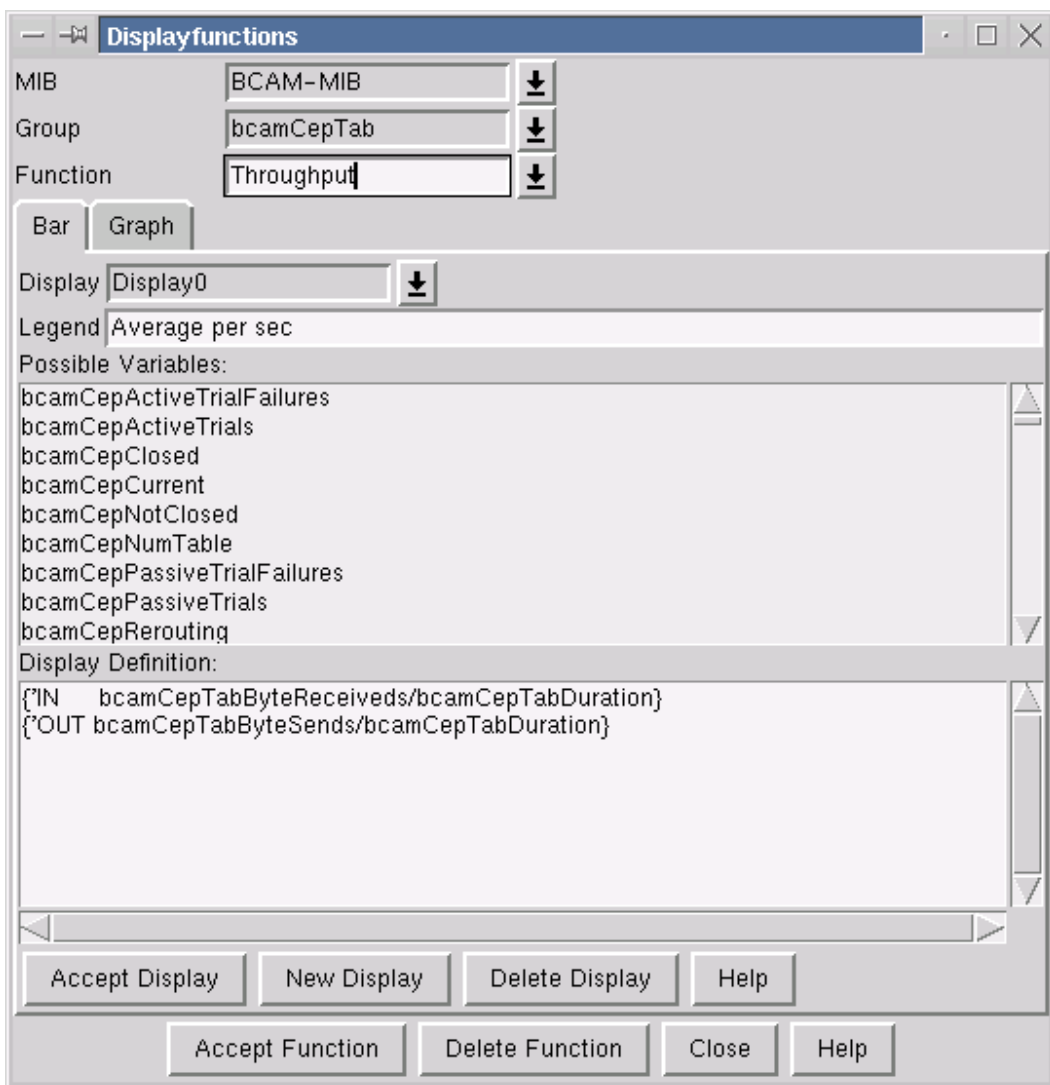 Displayfunctions
MIB BCAM-MIB
Group bcamCepTab
Function Throughput
Bar Graph
Display Display0
Legend Average per sec
Possible Variables:
bcamCepActiveTrialFailures
bcamCepActiveTrials
bcamCepClosed
bcamCepCurrent
bcamCepNotClosed
bcamCepNumTable
bcamCepPassiveTrialFailures
bcamCepPassiveTrials
bcamCepRerouting
Display Definition:
{'IN bcamCepTabByteReceiveds/bcamCepTabDuration}
{'OUT bcamCepTabByteSends/bcamCepTabDuration}
Accept Display New Display Delete Display Help
Accept Function Delete Function Close Help